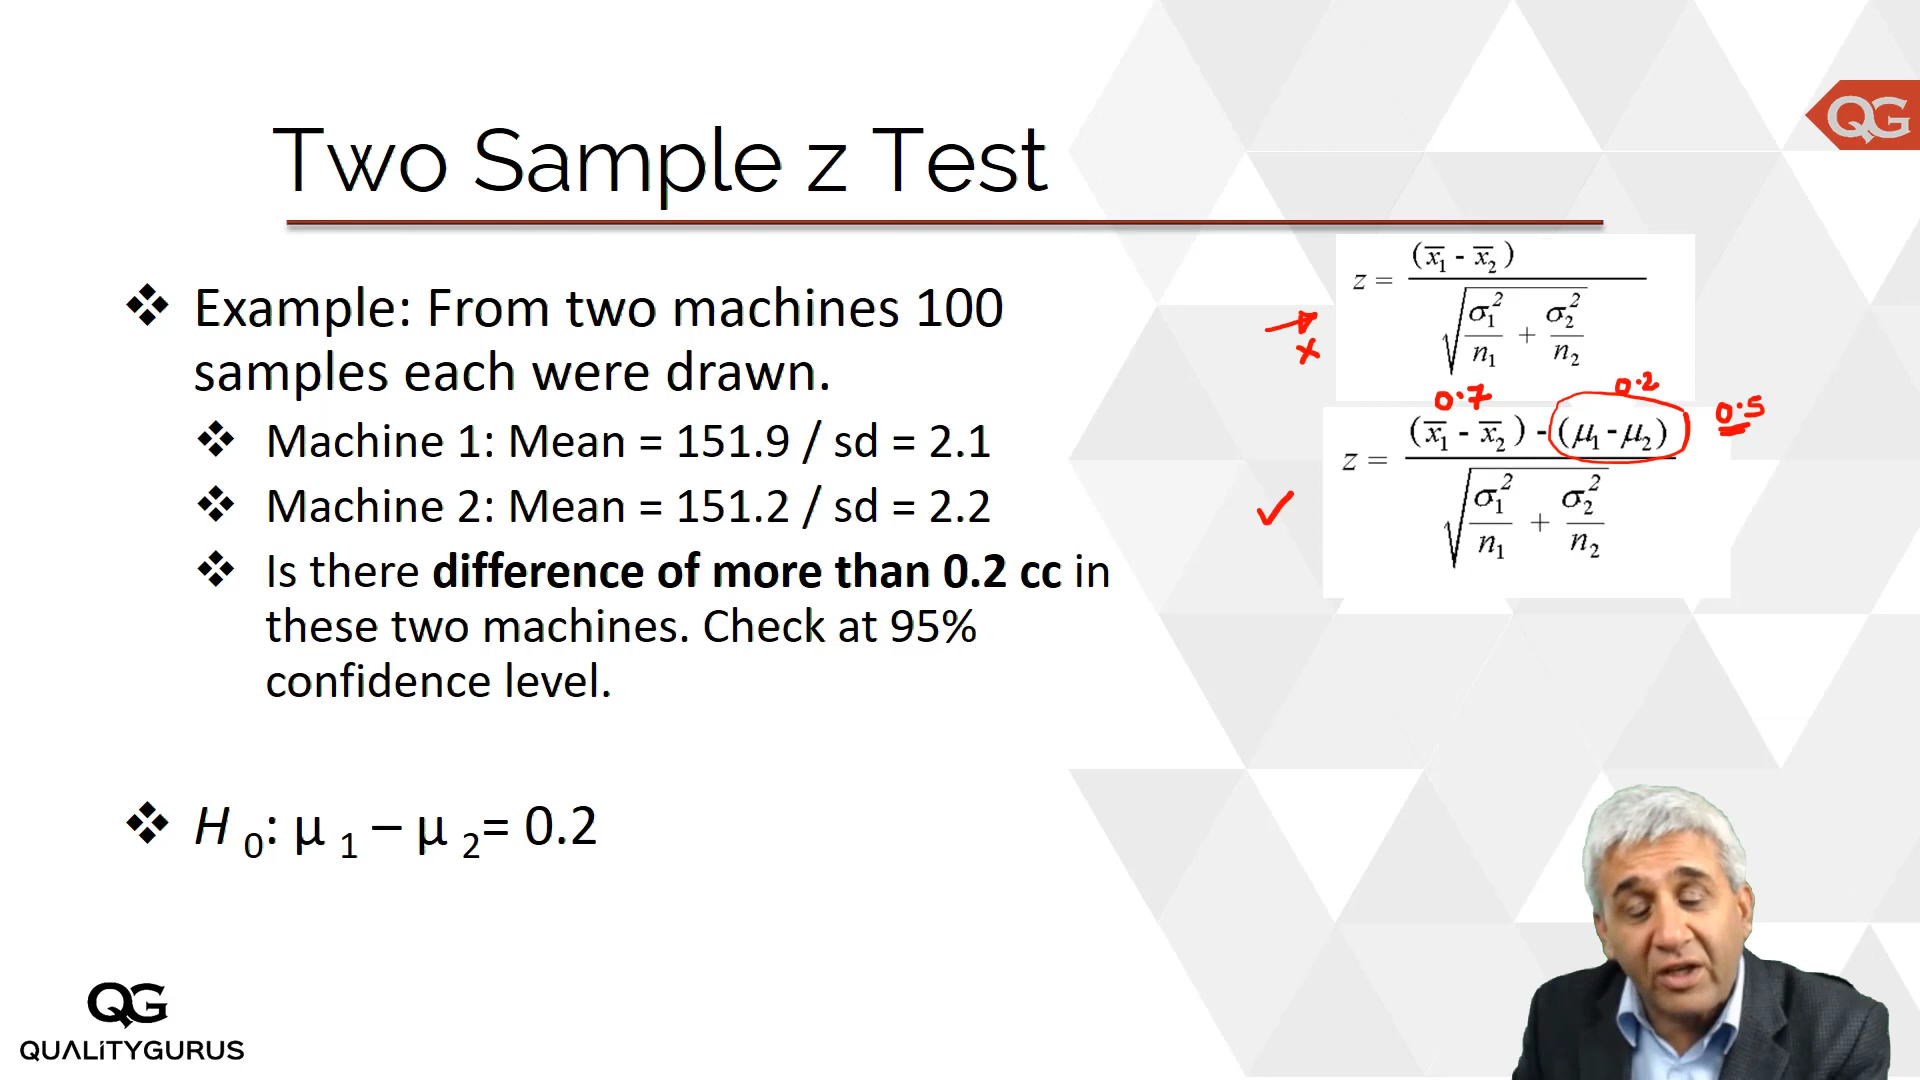 QG
Two Sample z Test
❖ Example: From two machines 100
samples each were drawn.
❖ Machine 1: Mean = 151.9 / sd = 2.1
❖ Machine 2: Mean = 151.2 / sd = 2.2
❖ Is there difference of more than 0.2 cc in
these two machines. Check at 95%
confidence level.
❖ H 0: μ 1 – μ 2= 0.2
z = (x̅1 - x̅2) / √(σ1²/n1 + σ2²/n2)
x
0.7 0.2 0.5
z = (x̅1 - x̅2) - (μ1 - μ2) / √(σ1²/n1 + σ2²/n2)
✓
QG
QUALITYGURUS